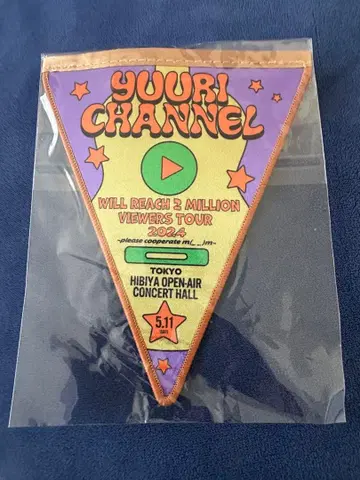 YUURI
CHANNEL
WILL REACH 2 MILLION
VIEWERS TOUR
2024
-please cooperate m(_ _)m-
TOKYO
HIBIYA OPEN-AIR
CONCERT HALL
5.11